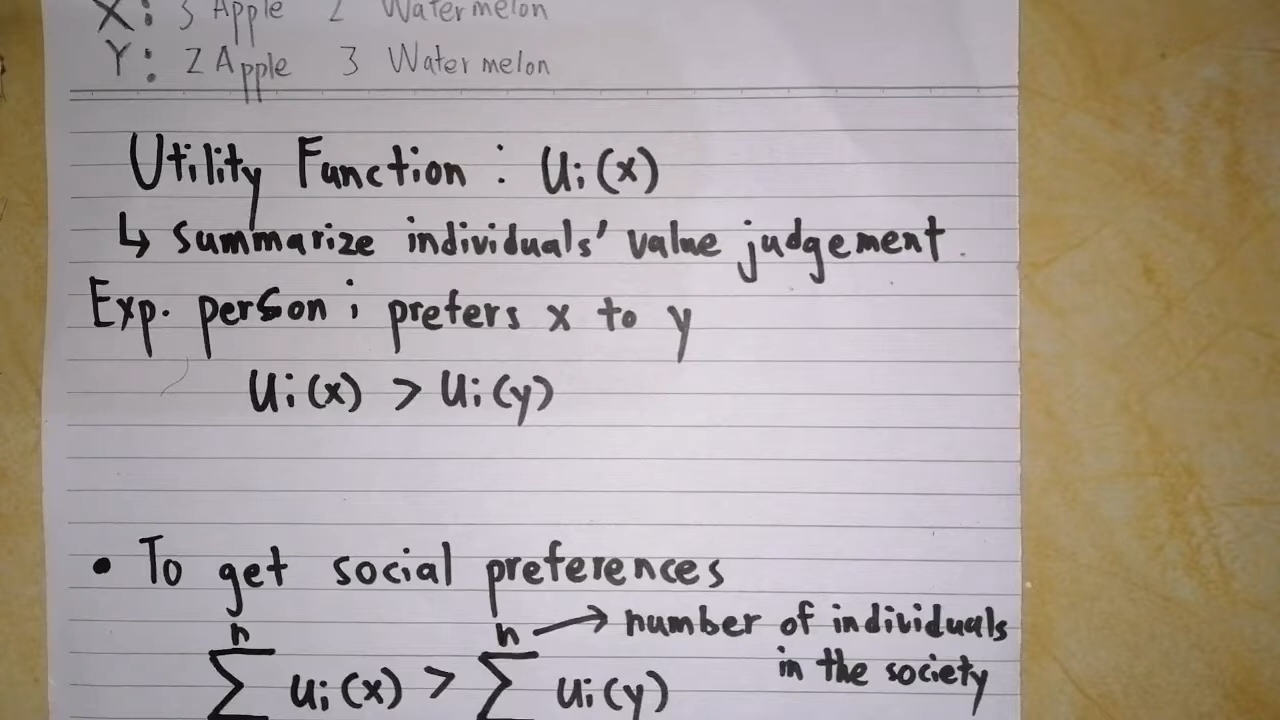 X: 3 Apple 2 Watermelon
Y: 2 Apple 3 Watermelon
Utility Function : Ui(x)
↳ summarize individuals' value judgement.
Exp. person i prefers x to y
Ui(x) > Ui(y)
• To get social preferences
n n → number of individuals
in the society
∑ ui(x) > ∑ ui(y)